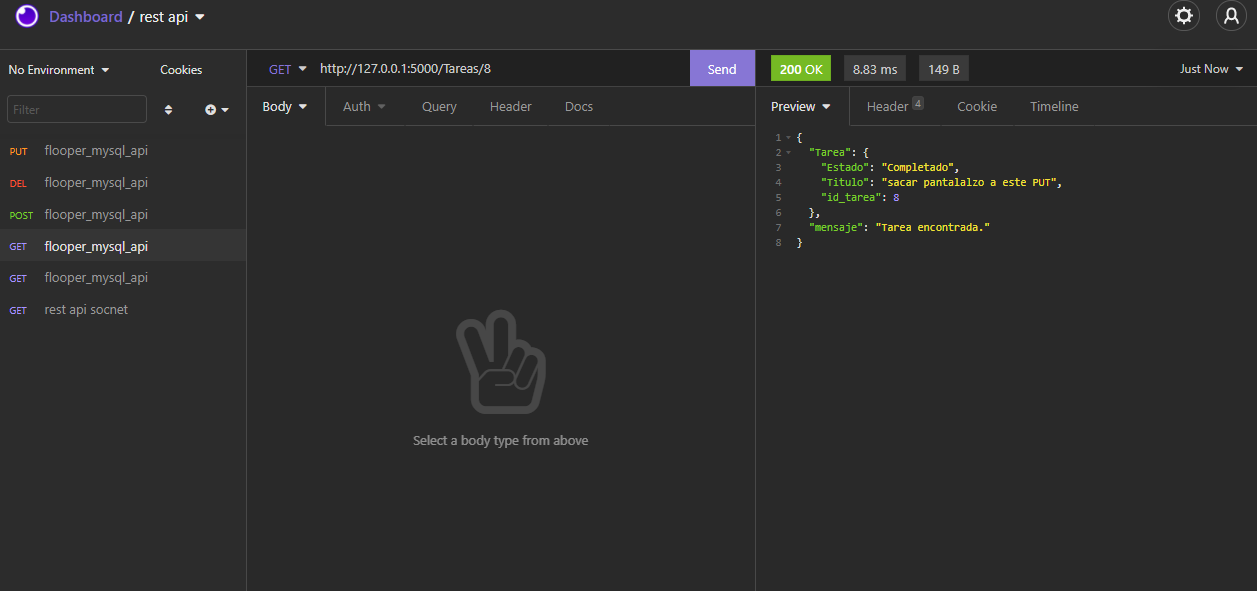 Dashboard / rest api
No Environment
Cookies
Filter
PUT flooper_mysql_api
DEL flooper_mysql_api
POST flooper_mysql_api
GET flooper_mysql_api
GET flooper_mysql_api
GET rest api socnet
GET http://127.0.0.1:5000/Tareas/8
Send
Body
Auth
Query
Header
Docs
Select a body type from above
200 OK
8.83 ms
149 B
Just Now
Preview
Header 4
Cookie
Timeline
1 {
2 "Tarea": {
3 "Estado": "Completado",
4 "Titulo": "sacar pantalalzo a este PUT",
5 "id_tarea": 8
6 },
7 "mensaje": "Tarea encontrada."
8 }